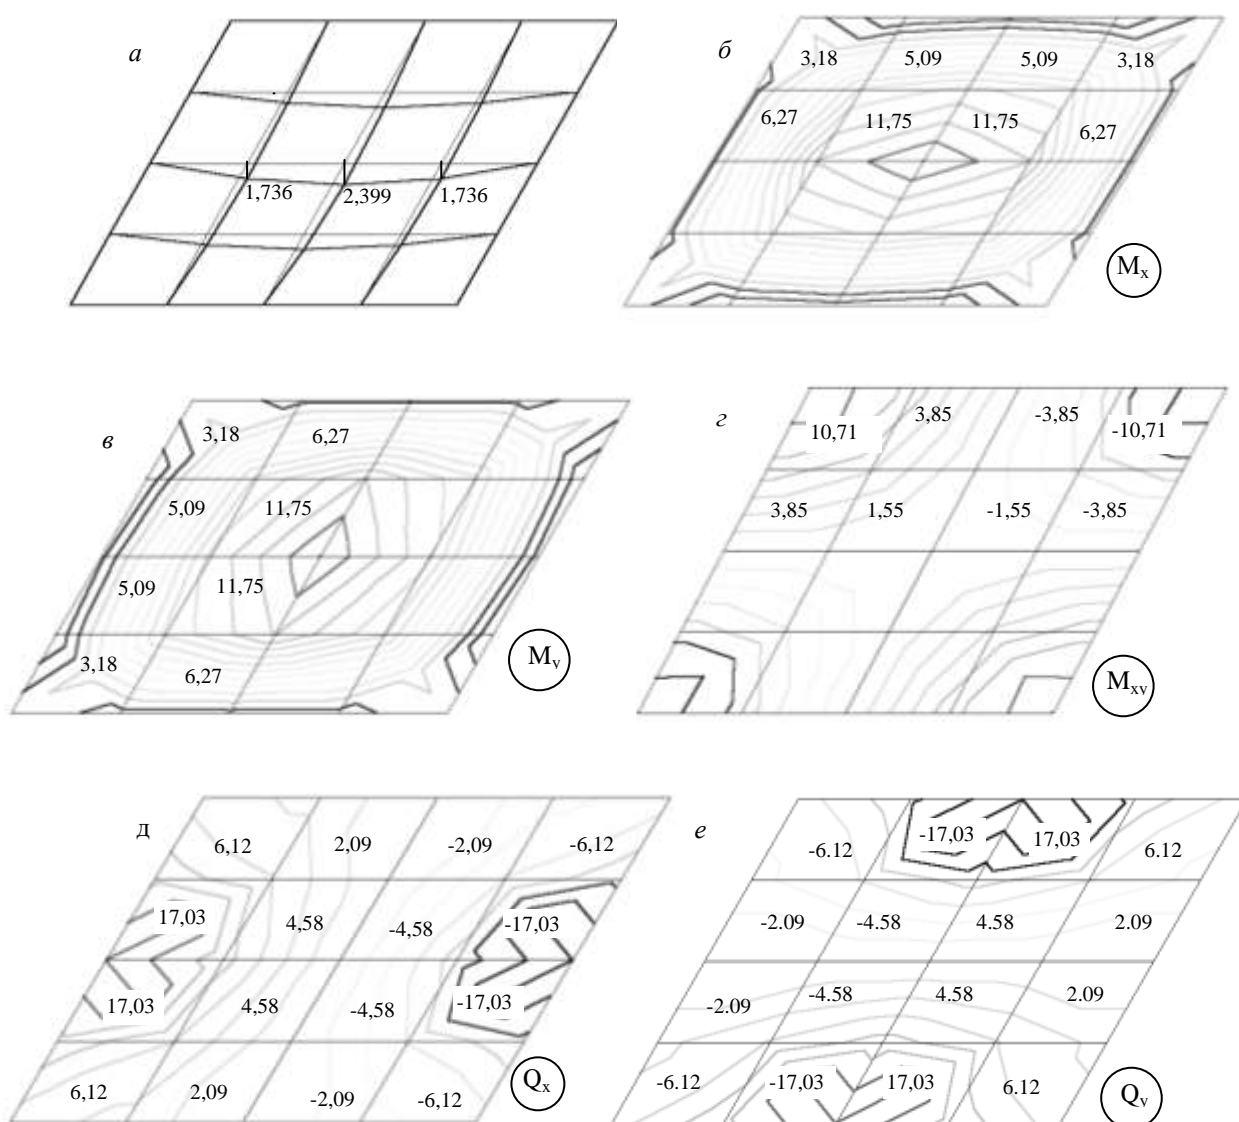 а
1,736 2,399 1,736
б
3,18 5,09 5,09 3,18
6,27 11,75 11,75 6,27
Mx
в
3,18 6,27
5,09 11,75
5,09 11,75
3,18 6,27
My
г
10,71 3,85 -3,85 -10,71
3,85 1,55 -1,55 -3,85
Mxy
д
6,12 2,09 -2,09 -6,12
17,03 4,58 -4,58 -17,03
17,03 4,58 -4,58 -17,03
6,12 2,09 -2,09 -6,12
Qx
е
-6.12 -17,03 17,03 6.12
-2.09 -4.58 4.58 2.09
-2.09 -4.58 4.58 2.09
-6.12 -17,03 17,03 6.12
Qy